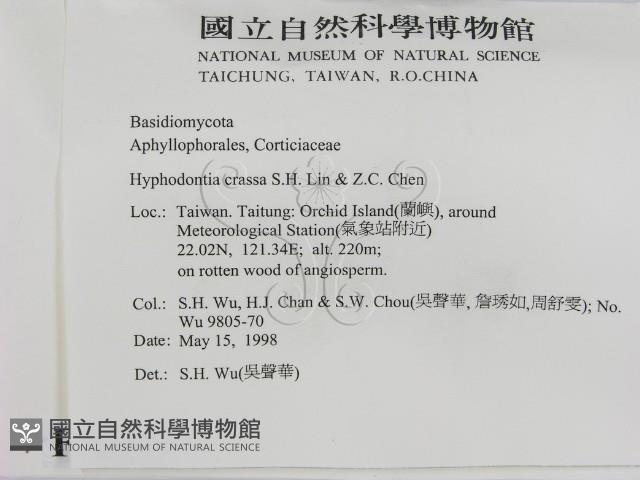 國立自然科學博物館
NATIONAL MUSEUM OF NATURAL SCIENCE
TAICHUNG, TAIWAN, R.O.CHINA
Basidiomycota
Aphyllophorales, Corticiaceae
Hyphodontia crassa S.H. Lin & Z.C. Chen
Loc.: Taiwan. Taitung: Orchid Island(蘭嶼), around
Meteorological Station(氣象站附近)
22.02N, 121.34E; alt. 220m;
on rotten wood of angiosperm.
Col.: S.H. Wu, H.J. Chan & S.W. Chou(吳聲華, 詹琇如,周舒雯); No.
Wu 9805-70
Date: May 15, 1998
Det.: S.H. Wu(吳聲華)
國立自然科學博物館
NATIONAL MUSEUM OF NATURAL SCIENCE